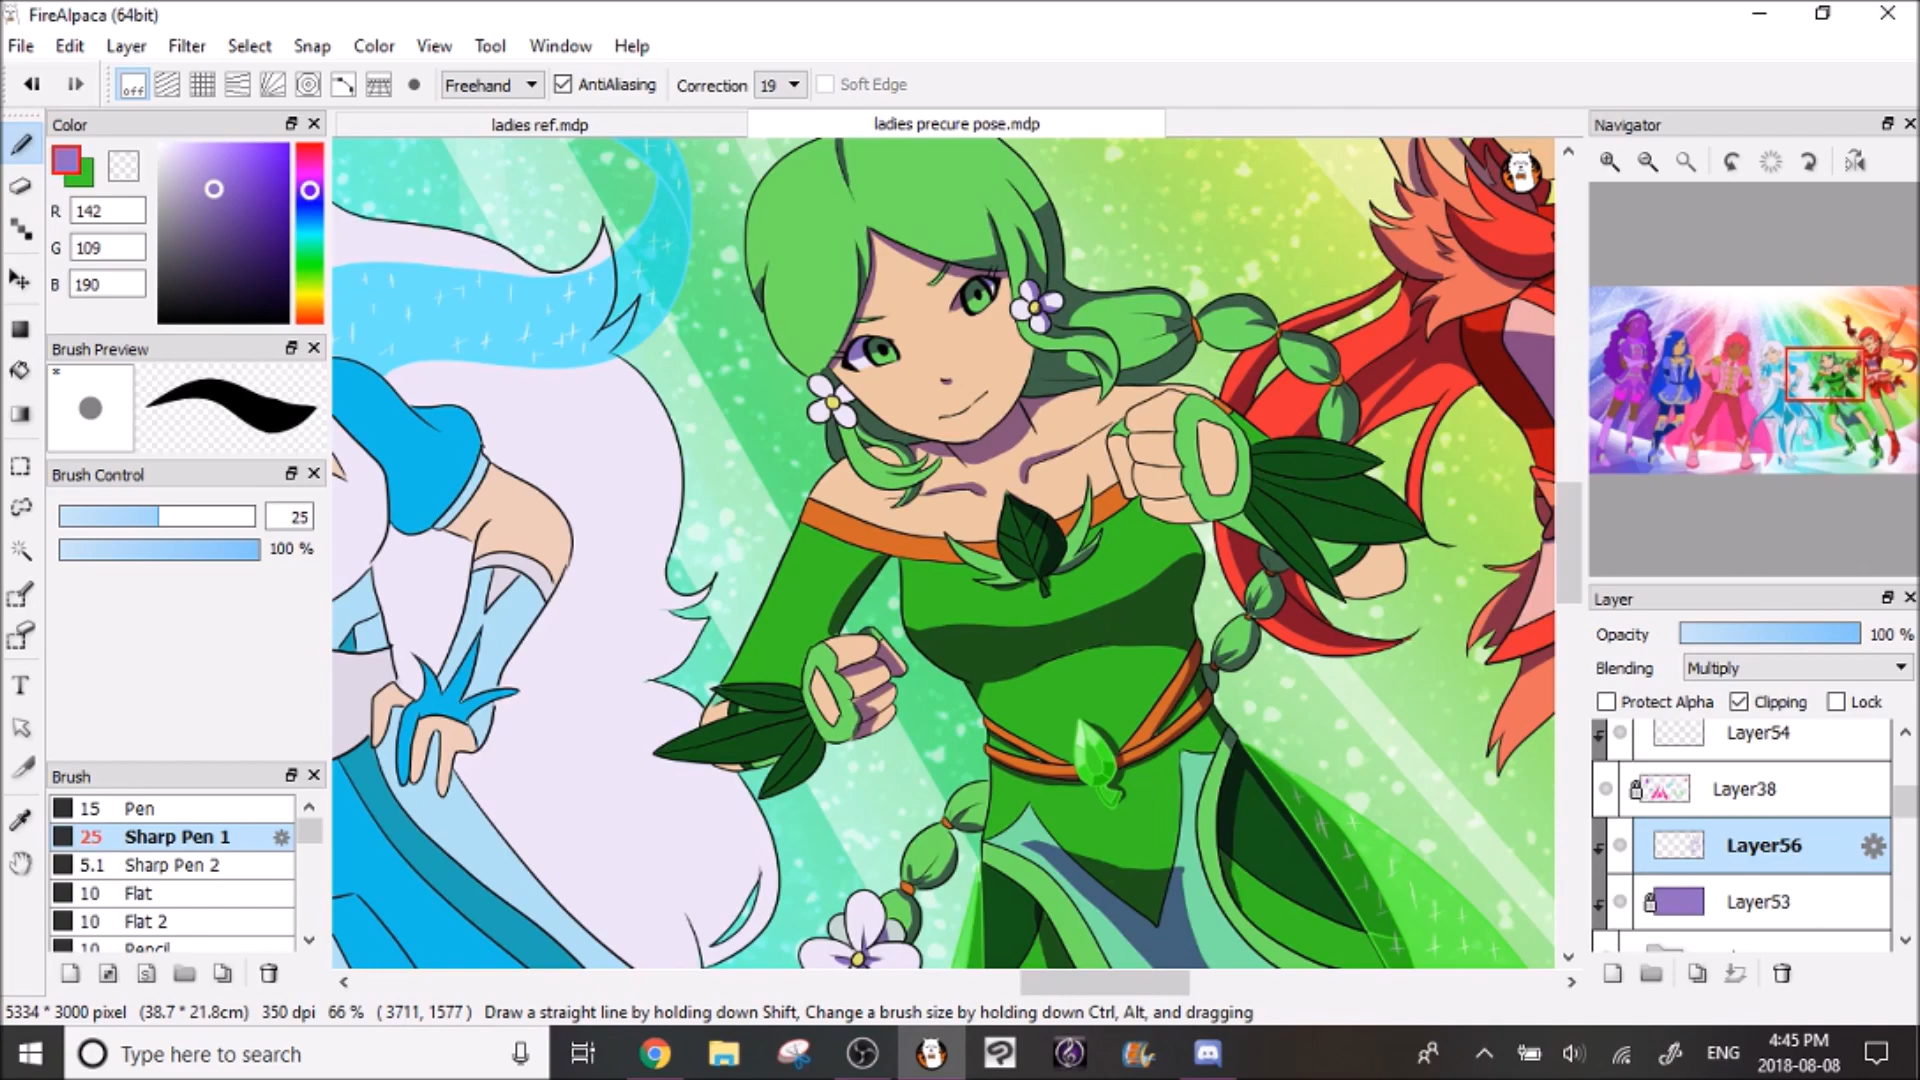 FireAlpaca (64bit)
File Edit Layer Filter Select Snap Color View Tool Window Help
off Freehand AntiAliasing Correction 19 Soft Edge
Color
ladies ref.mdp
ladies precure pose.mdp
Navigator
R 142
G 109
B 190
Brush Preview
Brush Control
25
100 %
Layer
Opacity 100 %
Blending Multiply
Protect Alpha Clipping Lock
Layer54
Layer38
Layer56
Layer53
Brush
15 Pen
25 Sharp Pen 1
5.1 Sharp Pen 2
10 Flat
10 Flat 2
10 Pencil
5334 * 3000 pixel (38.7 * 21.8cm) 350 dpi 66 % ( 3711, 1577 ) Draw a straight line by holding down Shift, Change a brush size by holding down Ctrl, Alt, and dragging
Type here to search
ENG
4:45 PM
2018-08-08